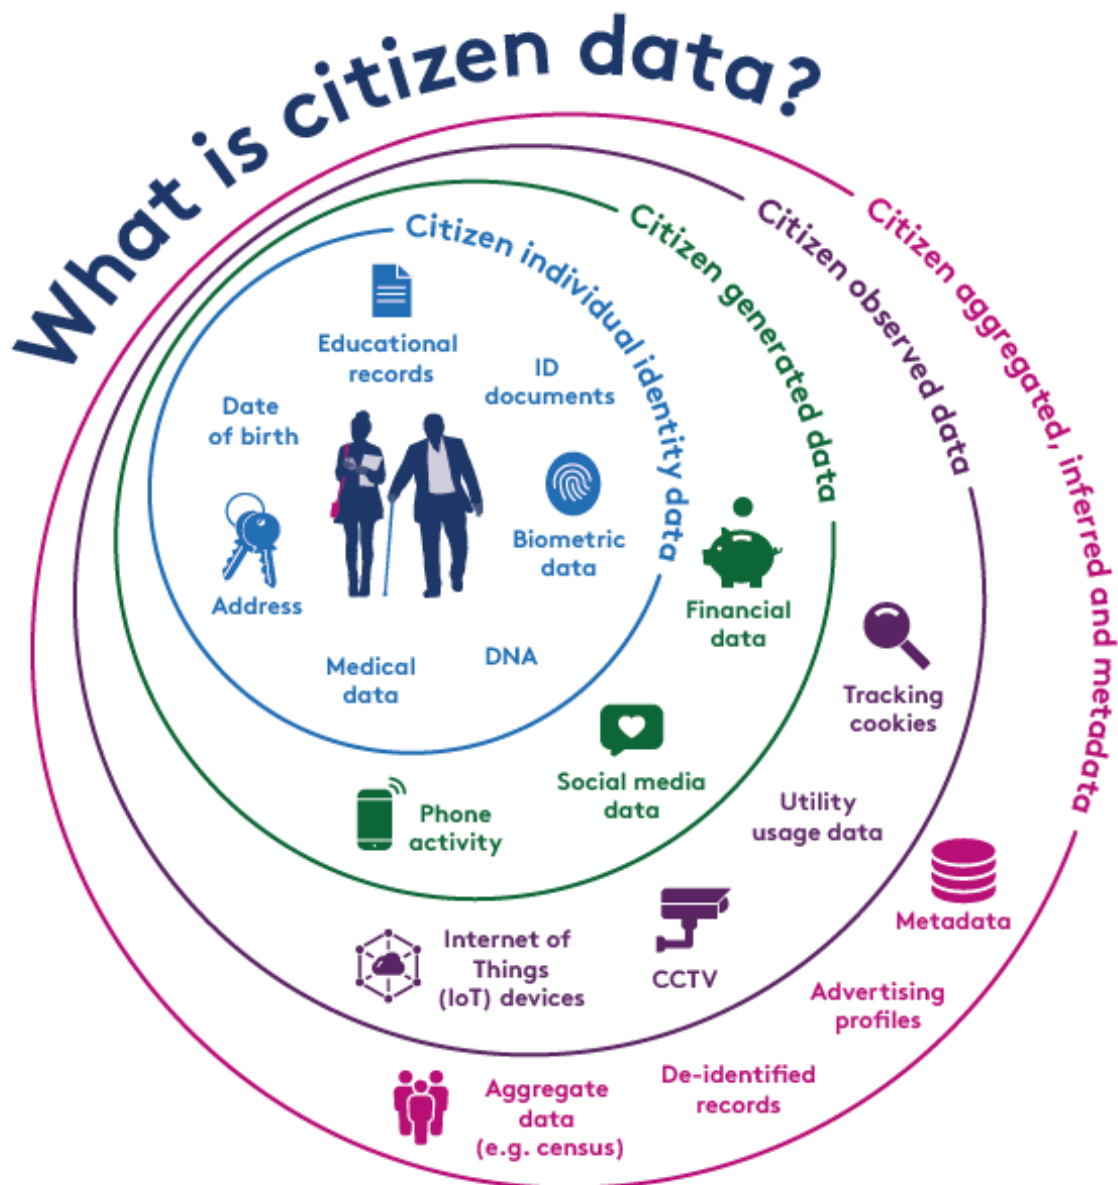 What is citizen data?
Citizen individual identity data
Citizen generated data
Citizen observed data
Citizen aggregated, inferred and metadata
Educational
records
ID
documents
Date
of birth
Biometric
data
Address
DNA
Medical
data
Financial
data
Social media
data
Phone
activity
Tracking
cookies
Utility
usage data
CCTV
Internet of
Things
(IoT) devices
Metadata
Advertising
profiles
De-identified
records
Aggregate
data
(e.g. census)